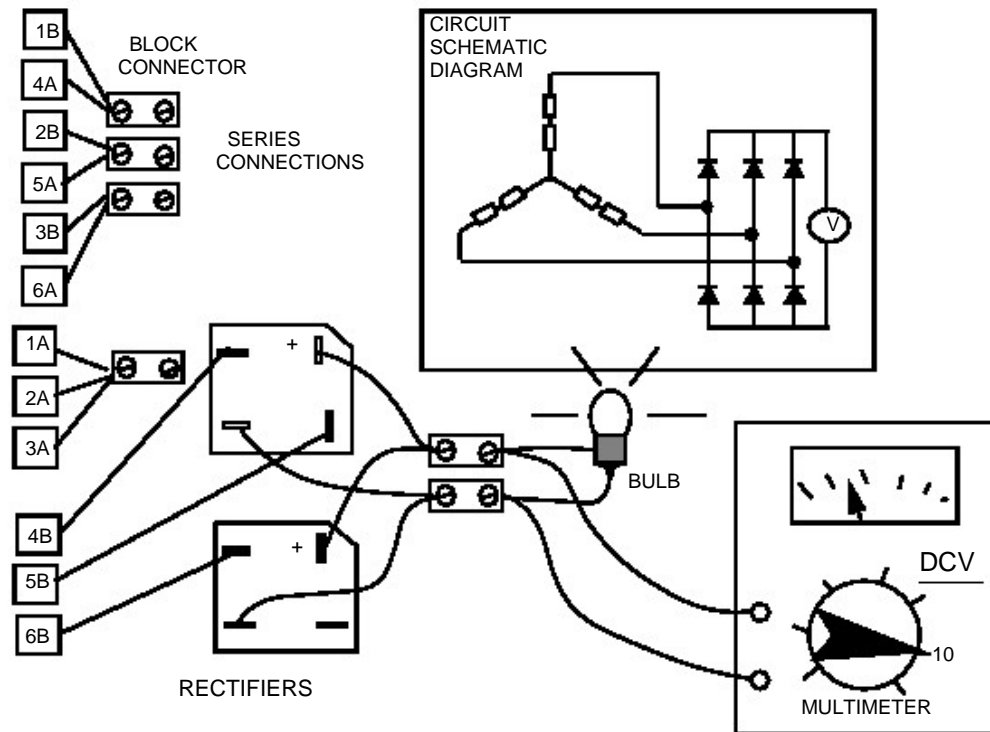 1B
4A
2B
5A
3B
6A
BLOCK
CONNECTOR
SERIES
CONNECTIONS
CIRCUIT
SCHEMATIC
DIAGRAM
V
1A
2A
3A
4B
5B
6B
+
+
RECTIFIERS
BULB
DCV
10
MULTIMETER